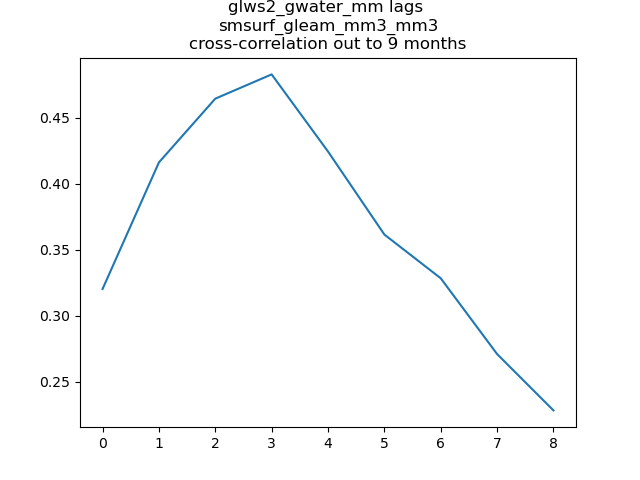 glws2_gwater_mm lags
smsurf_gleam_mm3_mm3
cross-correlation out to 9 months
0.45
0.40
0.35
0.30
0.25
0 1 2 3 4 5 6 7 8